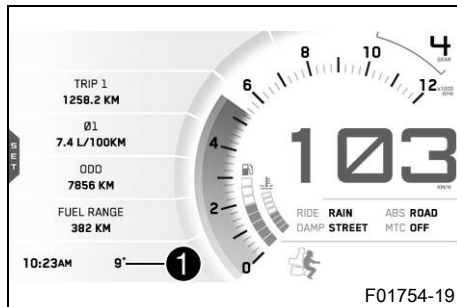 TRIP 1
1258.2 KM
Ø1
7.4 L/100KM
ODO
7856 KM
FUEL RANGE
382 KM
SET
10:23AM 9°
1
0
2
4
6
8
10
12
x1000
RPM
4
GEAR
103
KM/H
RIDE RAIN ABS ROAD
DAMP STREET MTC OFF
F01754-19